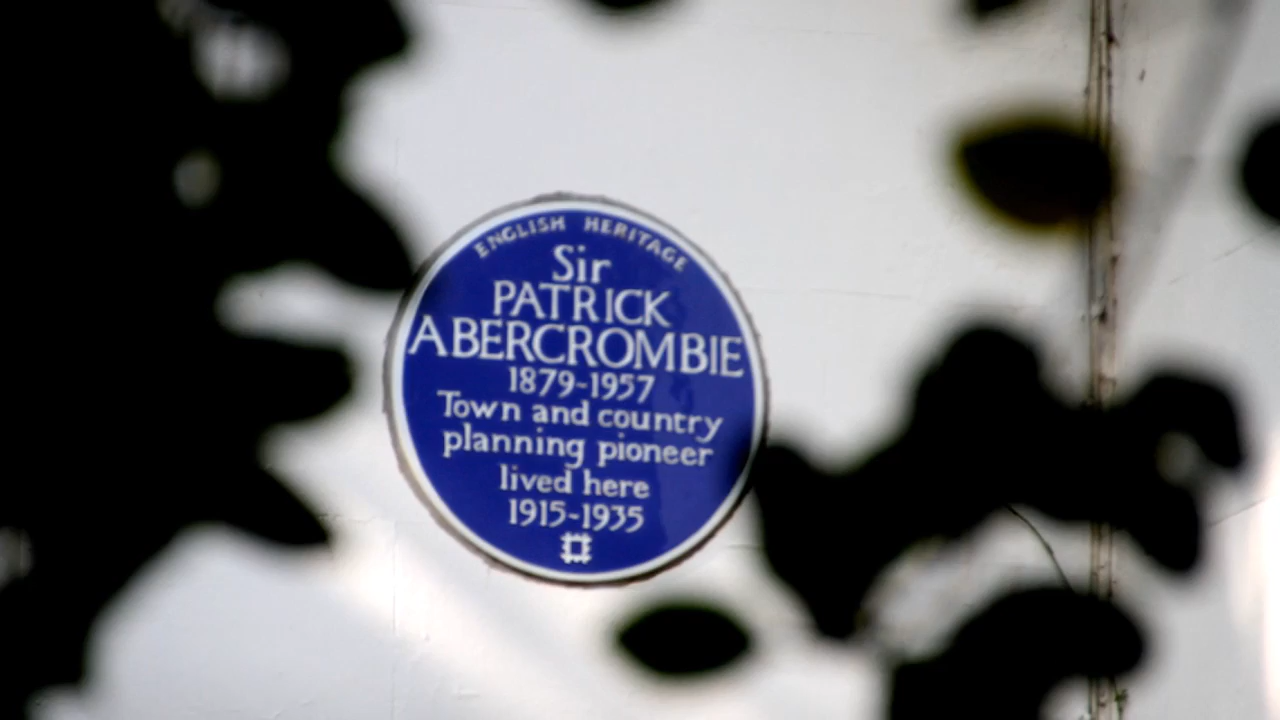 ENGLISH HERITAGE
Sir
PATRICK
ABERCROMBIE
1879-1957
Town and country
planning pioneer
lived here
1915-1935